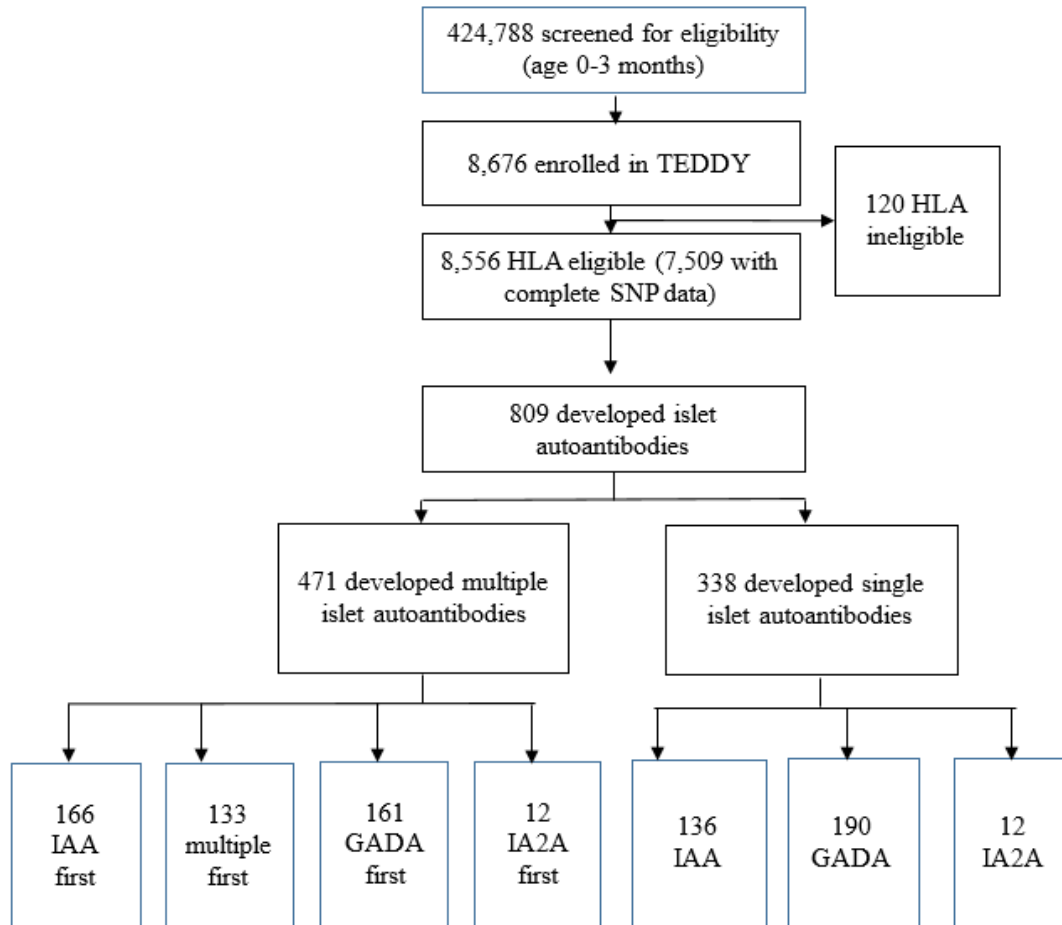 424,788 screened for eligibility
(age 0-3 months)
8,676 enrolled in TEDDY
120 HLA
ineligible
8,556 HLA eligible (7,509 with
complete SNP data)
809 developed islet
autoantibodies
471 developed multiple
islet autoantibodies
338 developed single
islet autoantibodies
166
IAA
first
133
multiple
first
161
GADA
first
12
IA2A
first
136
IAA
190
GADA
12
IA2A